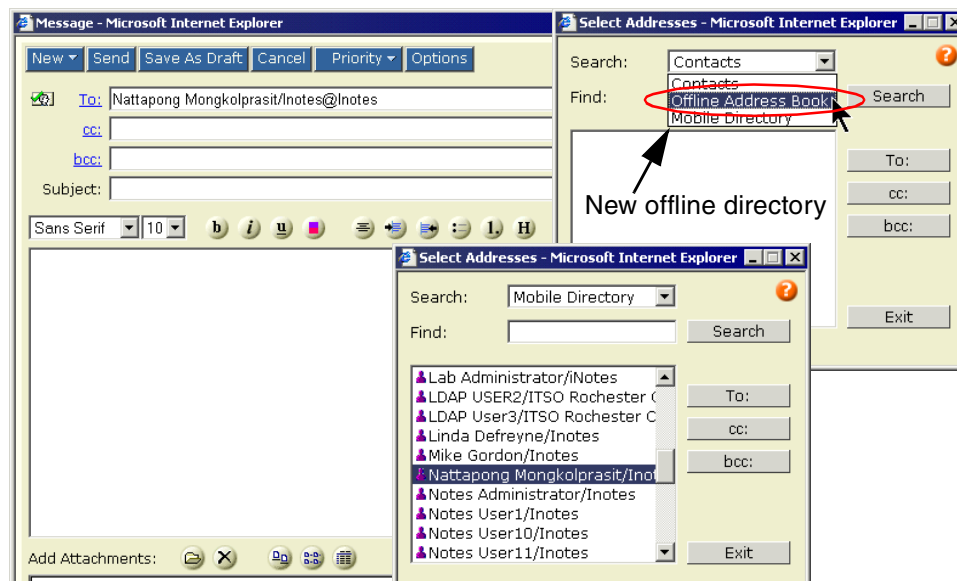 Message - Microsoft Internet Explorer
New Send Save As Draft Cancel Priority Options
To: Nattapong Mongkolprasit/Inotes@Inotes
cc:
bcc:
Subject:
Sans Serif 10 b i u 1. H
Add Attachments:
Select Addresses - Microsoft Internet Explorer
Search: Contacts
Contacts
Offline Address Book
Mobile Directory
Find: Search
To:
cc:
bcc:
Exit
New offline directory
Select Addresses - Microsoft Internet Explorer
Search: Mobile Directory
Find: Search
Lab Administrator/iNotes
LDAP USER2/ITSO Rochester
LDAP User3/ITSO Rochester C
Linda Defreyne/Inotes
Mike Gordon/Inotes
Nattapong Mongkolprasit/Inot
Notes Administrator/Inotes
Notes User1/Inotes
Notes User10/Inotes
Notes User11/Inotes
To:
cc:
bcc:
Exit